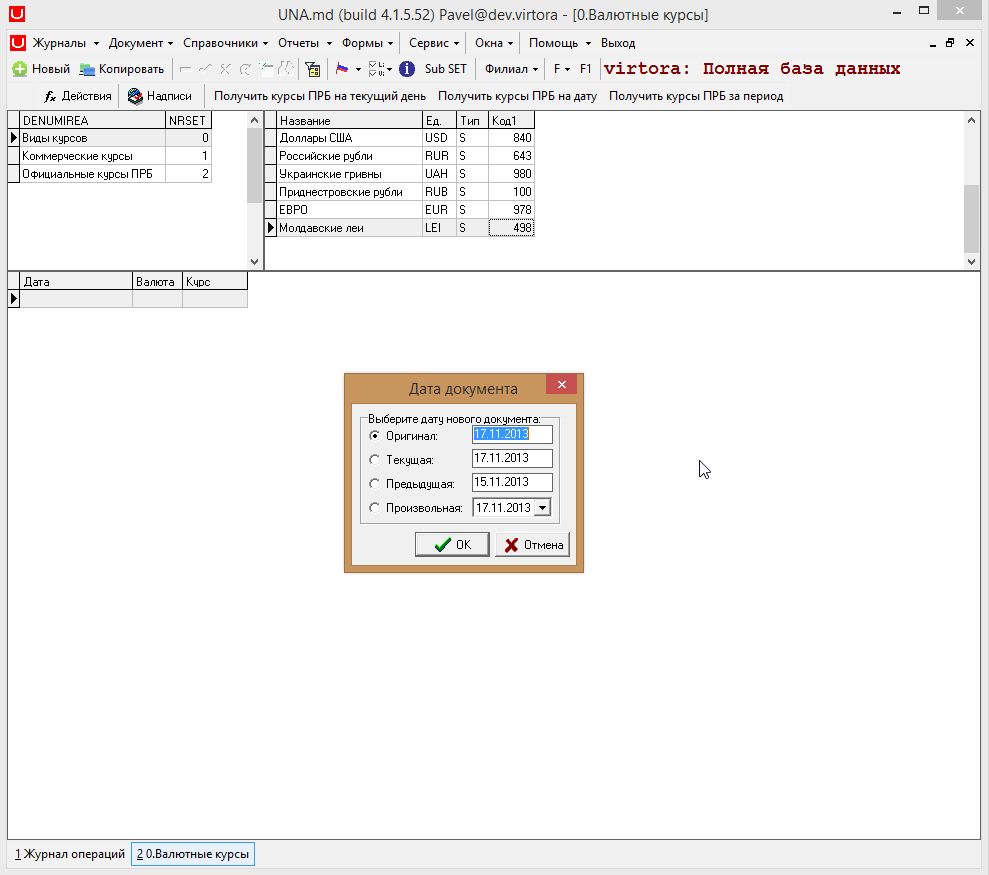 UNA.md (build 4.1.5.52) Pavel@dev.virtora - [0.Валютные курсы]
Журналы Документ Справочники Отчеты Формы Сервис Окна Помощь Выход
Новый Копировать Sub SET Филиал F F1 virtora: Полная база данных
fx Действия Надписи Получить курсы ПРБ на текущий день Получить курсы ПРБ на дату Получить курсы ПРБ за период
DENUMIREA NRSET
Виды курсов 0
Коммерческие курсы 1
Официальные курсы ПРБ 2
Название Ед. Тип Код1
Доллары США USD S 840
Российские рубли RUR S 643
Украинские гривны UAH S 980
Приднестровские рубли RUB S 100
ЕВРО EUR S 978
Молдавские леи LEI S 498
Дата Валюта Курс
Дата документа
Выберите дату нового документа:
Оригинал: 17.11.2013
Текущая: 17.11.2013
Предыдущая: 15.11.2013
Произвольная: 17.11.2013
OK Отмена
1 Журнал операций 2 0.Валютные курсы